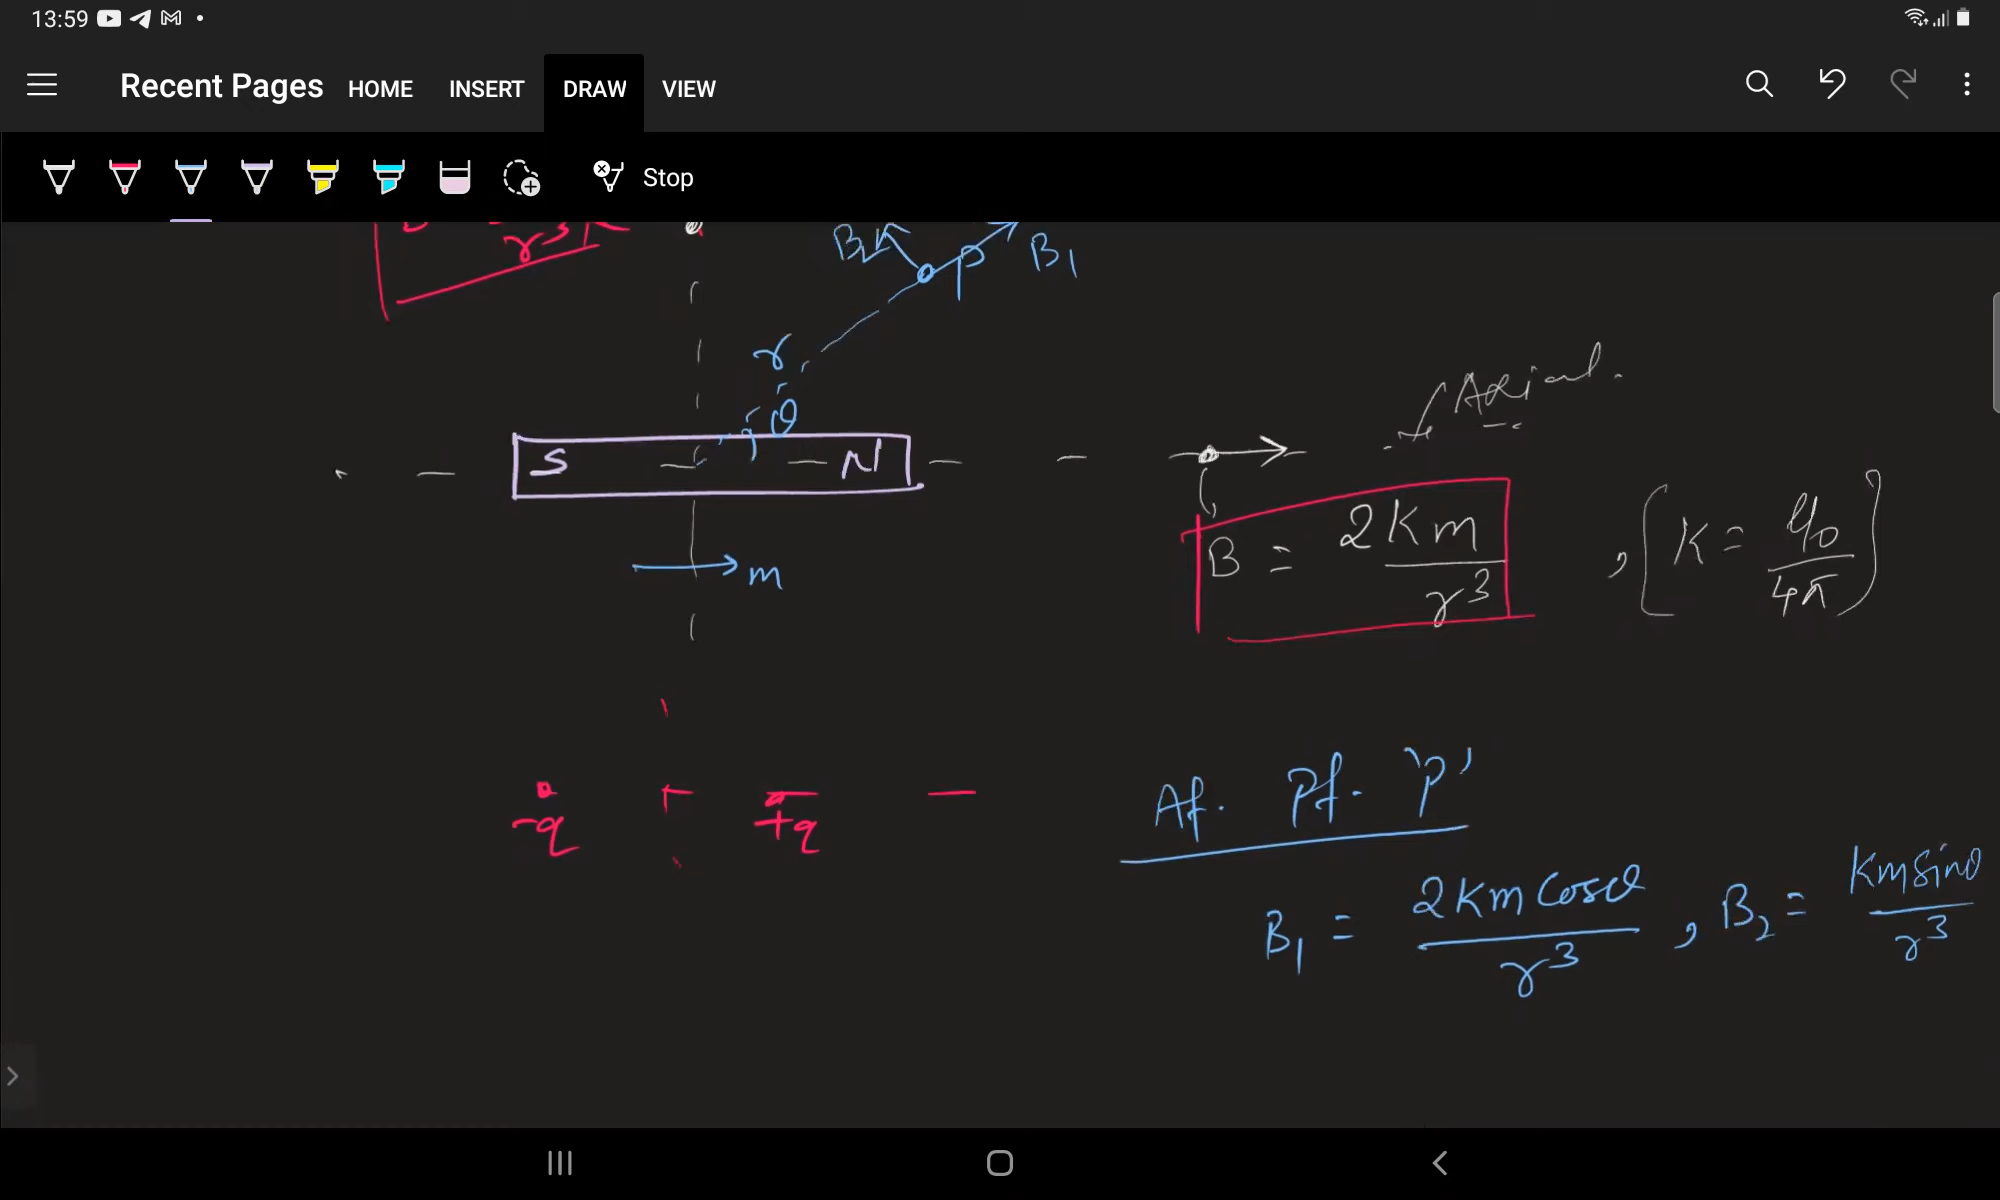 13:59
Recent Pages HOME INSERT DRAW VIEW
Stop
r³
B₂ P B₁
r
θ
Axial.
S N
B = 2Km / r³ , [K = μ₀ / 4π]
m
-q +q
At. Pt. 'P'
B₁ = 2Km Cosθ / r³ , B₂ = Km Sinθ / r³